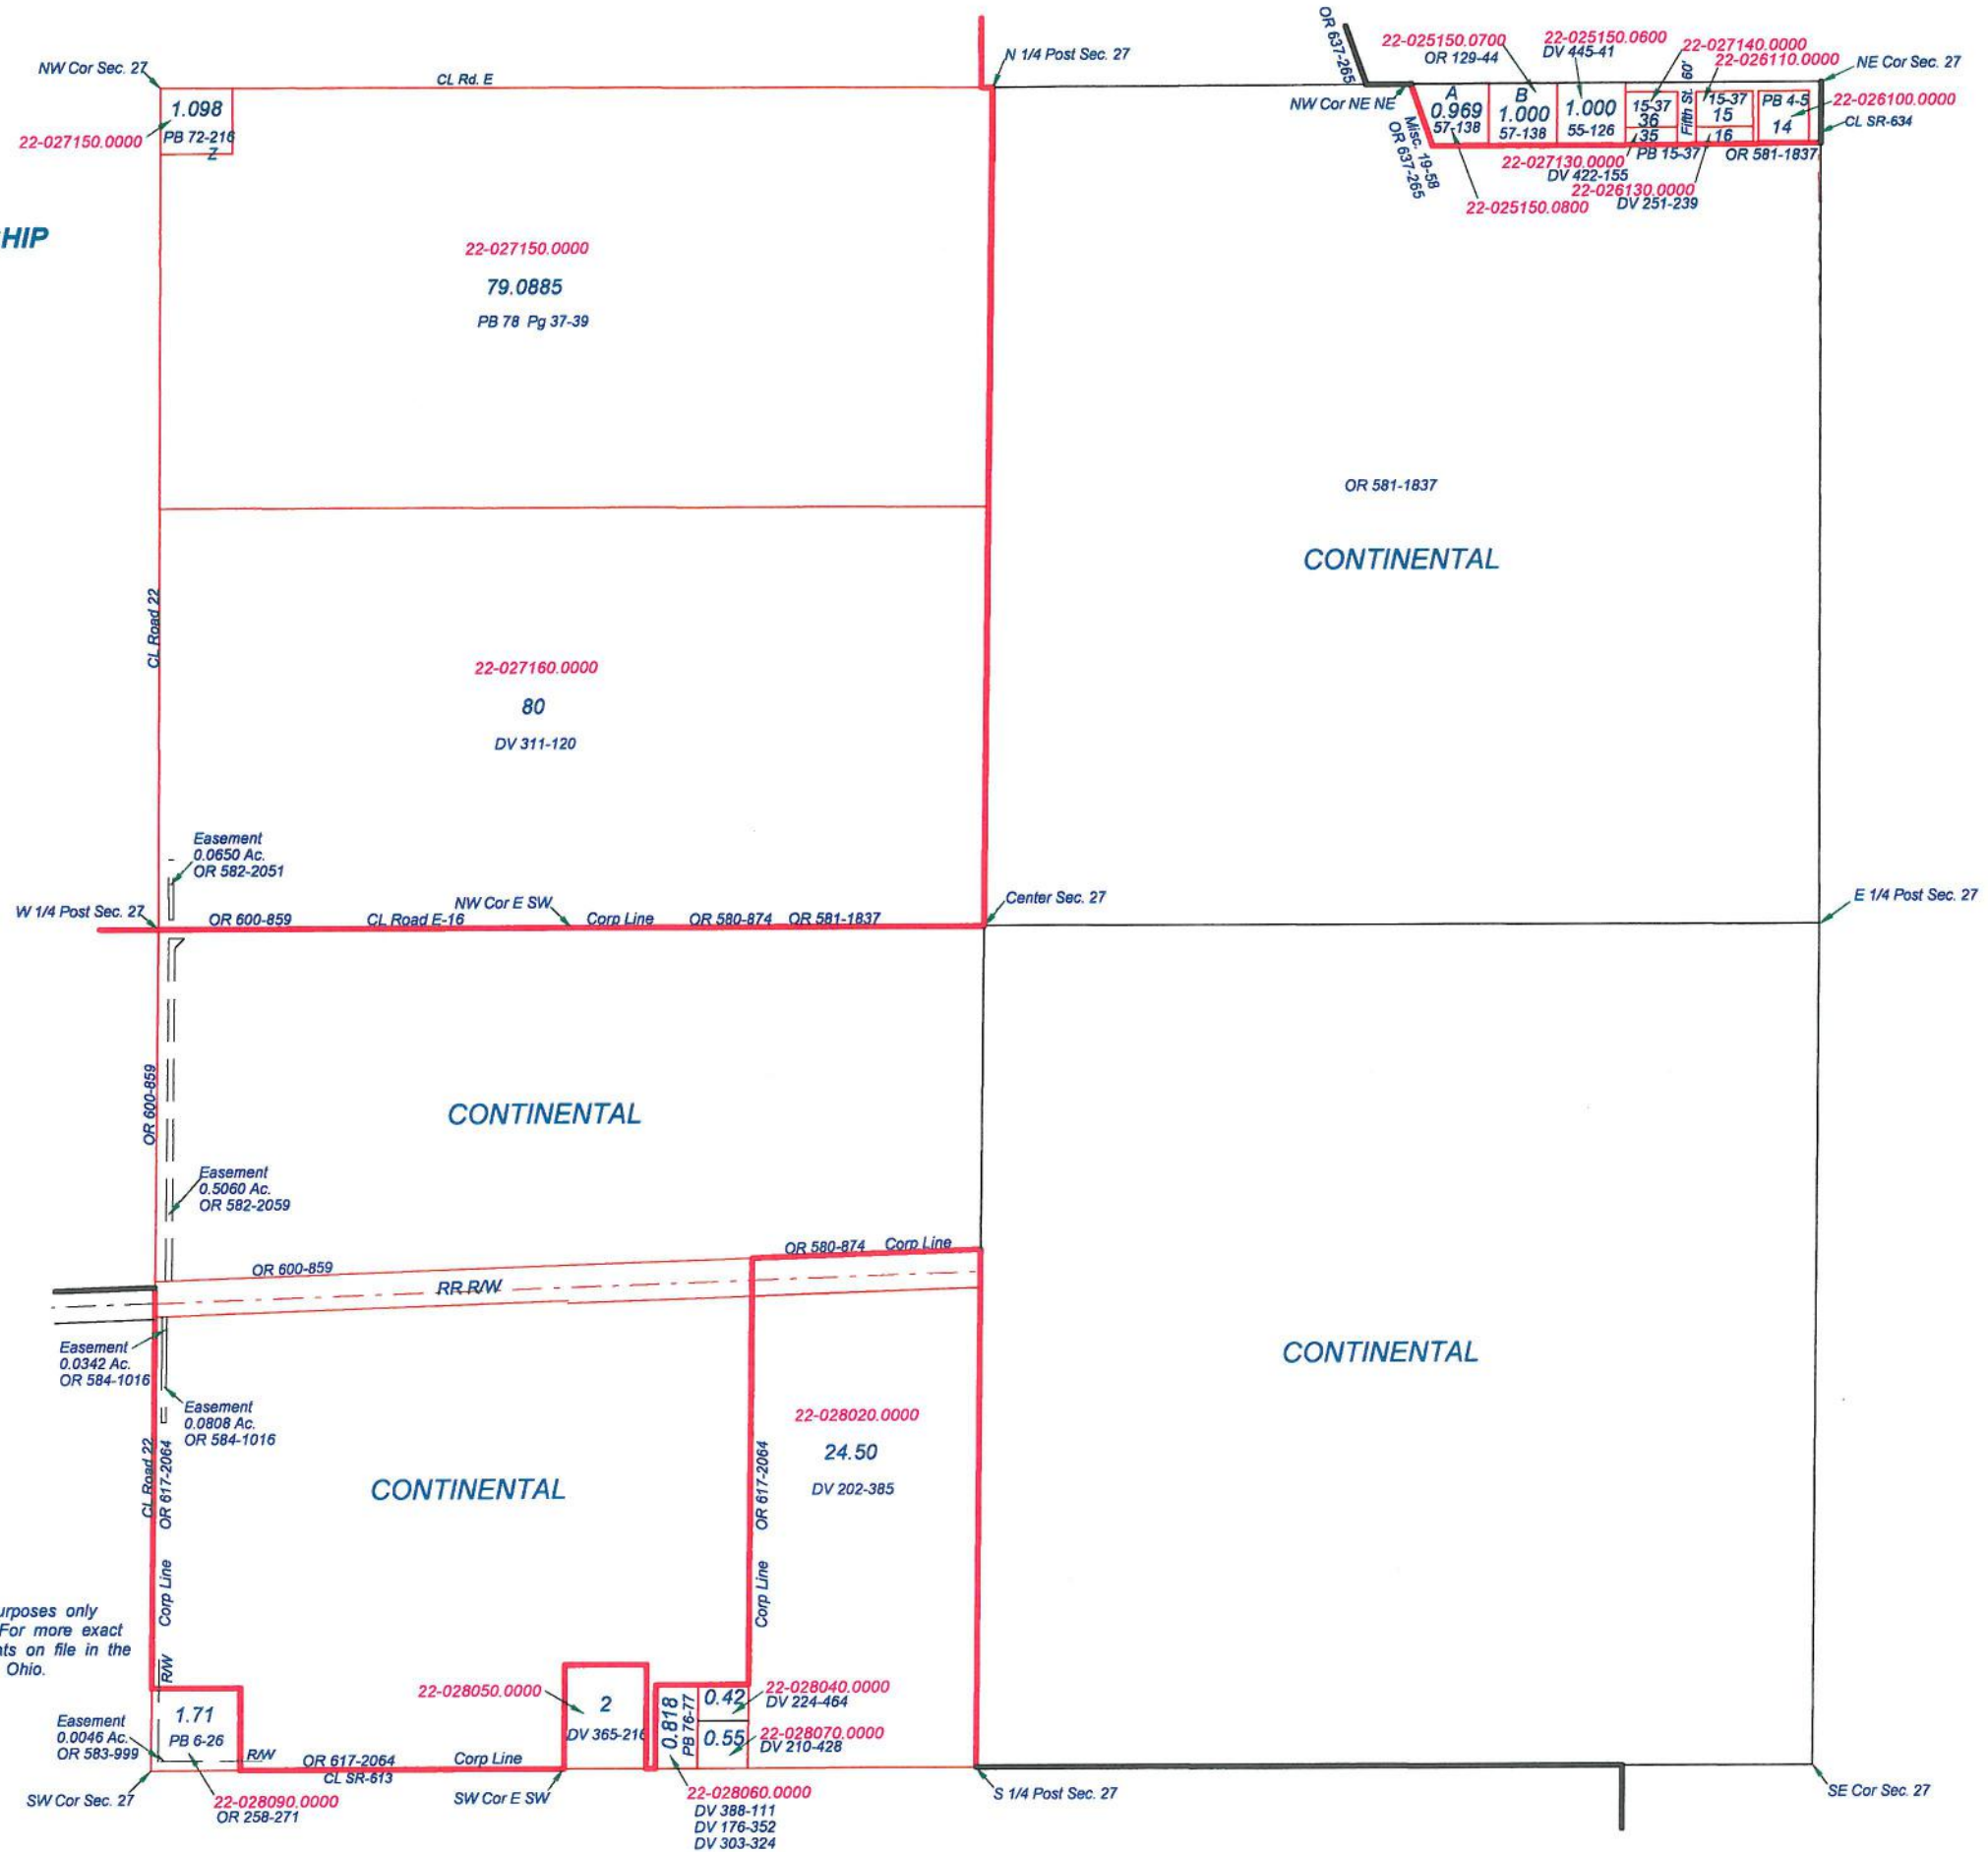 NW Cor Sec. 27
CL Rd. E
N 1/4 Post Sec. 27
OR 637-265
22-025150.0700
OR 129-44
22-025150.0600
DV 445-41
22-027140.0000
22-026110.0000
NE Cor Sec. 27
NW Cor NE NE
A
0.969
57-138
B
1.000
57-138
1.000
55-126
15-37
36
35
Fifth St. 60'
15-37
15
16
PB 4-5
14
22-026100.0000
CL SR-634
1.098
PB 72-216
Z
22-027150.0000
Misc. 19-58
OR 637-265
22-027130.0000
DV 422-155
PB 15-37
OR 581-1837
22-026130.0000
DV 251-239
22-025150.0800
HIP
22-027150.0000
79.0885
PB 78 Pg 37-39
OR 581-1837
CONTINENTAL
CL Road 22
22-027160.0000
80
DV 311-120
Easement
0.0650 Ac.
OR 582-2051
W 1/4 Post Sec. 27
OR 600-859
CL Road E-16
NW Cor E SW
Corp Line
OR 580-874
OR 581-1837
Center Sec. 27
E 1/4 Post Sec. 27
OR 600-859
CONTINENTAL
Easement
0.5060 Ac.
OR 582-2059
OR 580-874
Corp Line
OR 600-859
RR R/W
Easement
0.0342 Ac.
OR 584-1016
Easement
0.0808 Ac.
OR 584-1016
CL Road 22
OR 617-2064
Corp Line
R/W
CONTINENTAL
OR 617-2064
Corp Line
22-028020.0000
24.50
DV 202-385
CONTINENTAL
urposes only
For more exact
ts on file in the
Ohio.
1.71
PB 6-26
Easement
0.0046 Ac.
OR 583-999
R/W
OR 617-2064
Corp Line
CL SR-613
22-028050.0000
2
DV 365-216
0.818
PB 76-77
0.42
0.55
22-028040.0000
DV 224-464
22-028070.0000
DV 210-428
SW Cor Sec. 27
22-028090.0000
OR 258-271
SW Cor E SW
22-028060.0000
DV 388-111
DV 176-352
DV 303-324
S 1/4 Post Sec. 27
SE Cor Sec. 27